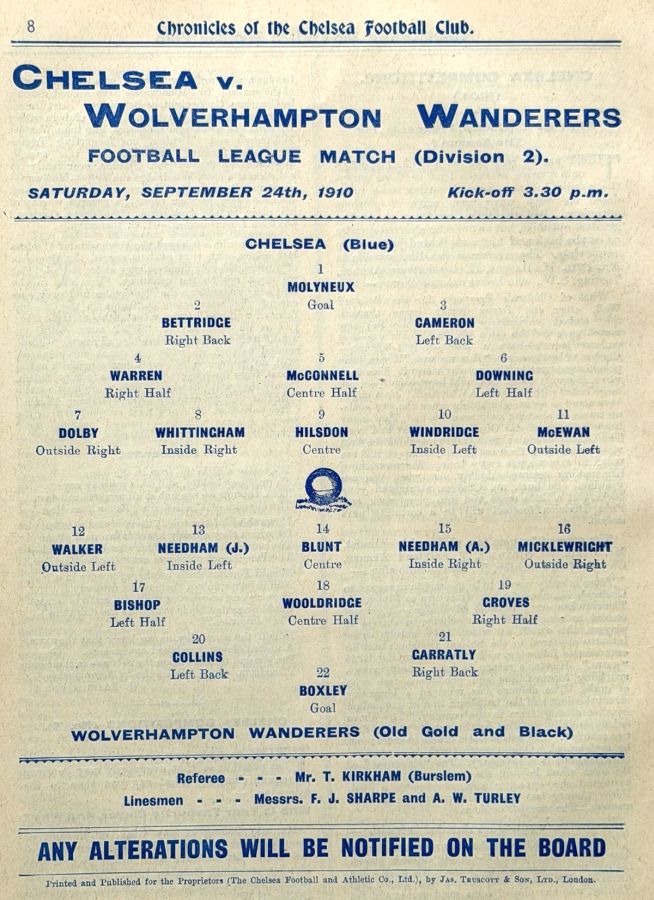 8 Chronicles of the Chelsea Football Club.
CHELSEA v.
WOLVERHAMPTON WANDERERS
FOOTBALL LEAGUE MATCH (Division 2).
SATURDAY, SEPTEMBER 24th, 1910 Kick-off 3.30 p.m.
CHELSEA (Blue)
1
MOLYNEUX
Goal
2 3
BETTRIDGE CAMERON
Right Back Left Back
4 5 6
WARREN McCONNELL DOWNING
Right Half Centre Half Left Half
7 8 9 10 11
DOLBY WHITTINGHAM HILSDON WINDRIDGE McEWAN
Outside Right Inside Right Centre Inside Left Outside Left
12 13 14 15 16
WALKER NEEDHAM (J.) BLUNT NEEDHAM (A.) MICKLEWRIGHT
Outside Left Inside Left Centre Inside Right Outside Right
17 18 19
BISHOP WOOLDRIDGE GROVES
Left Half Centre Half Right Half
20 21
COLLINS GARRATLY
Left Back Right Back
22
BOXLEY
Goal
WOLVERHAMPTON WANDERERS (Old Gold and Black)
Referee - - - Mr. T. KIRKHAM (Burslem)
Linesmen - - - Messrs. F. J. SHARPE and A. W. TURLEY
ANY ALTERATIONS WILL BE NOTIFIED ON THE BOARD
Printed and Published for the Proprietors (The Chelsea Football and Athletic Co., Ltd.), by JAS. TRUSCOTT & SON, LTD., London.